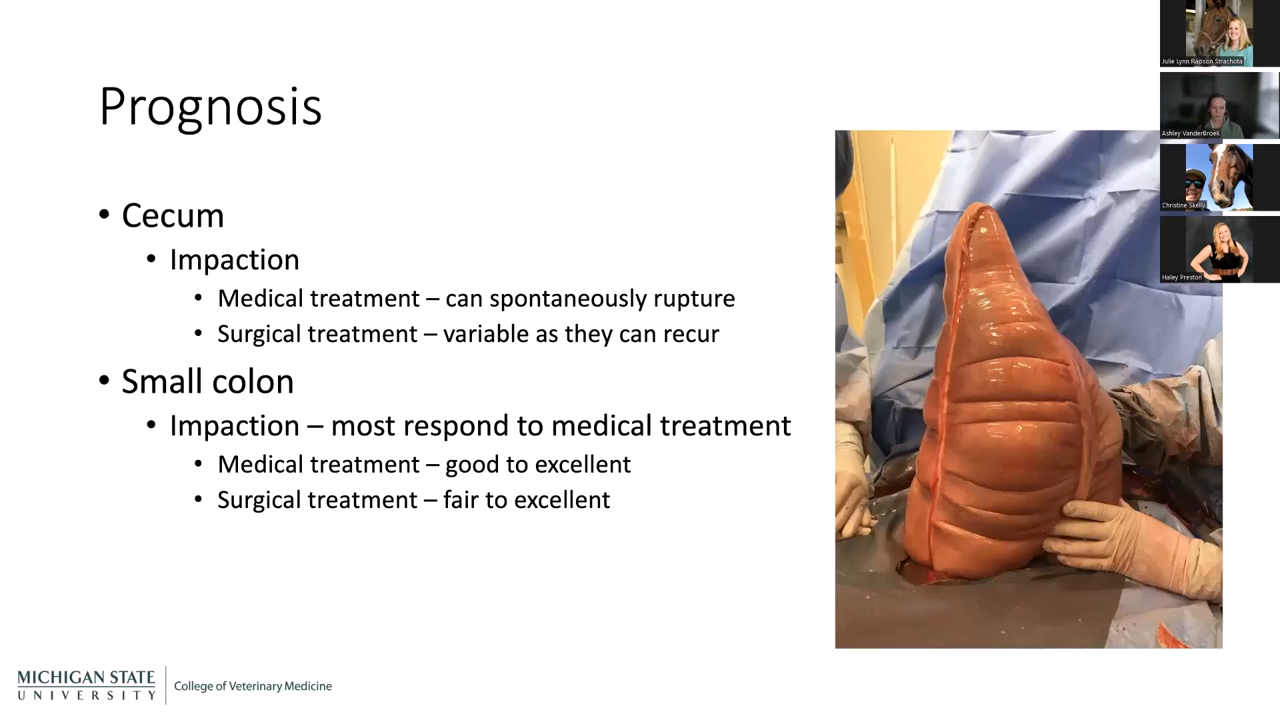 Prognosis
• Cecum
• Impaction
• Medical treatment – can spontaneously rupture
• Surgical treatment – variable as they can recur
• Small colon
• Impaction – most respond to medical treatment
• Medical treatment – good to excellent
• Surgical treatment – fair to excellent
Julie Lynn Rapson Strachota
Ashley VanderBroek
Christine Skelly
Haley Preston
MICHIGAN STATE
UNIVERSITY
College of Veterinary Medicine